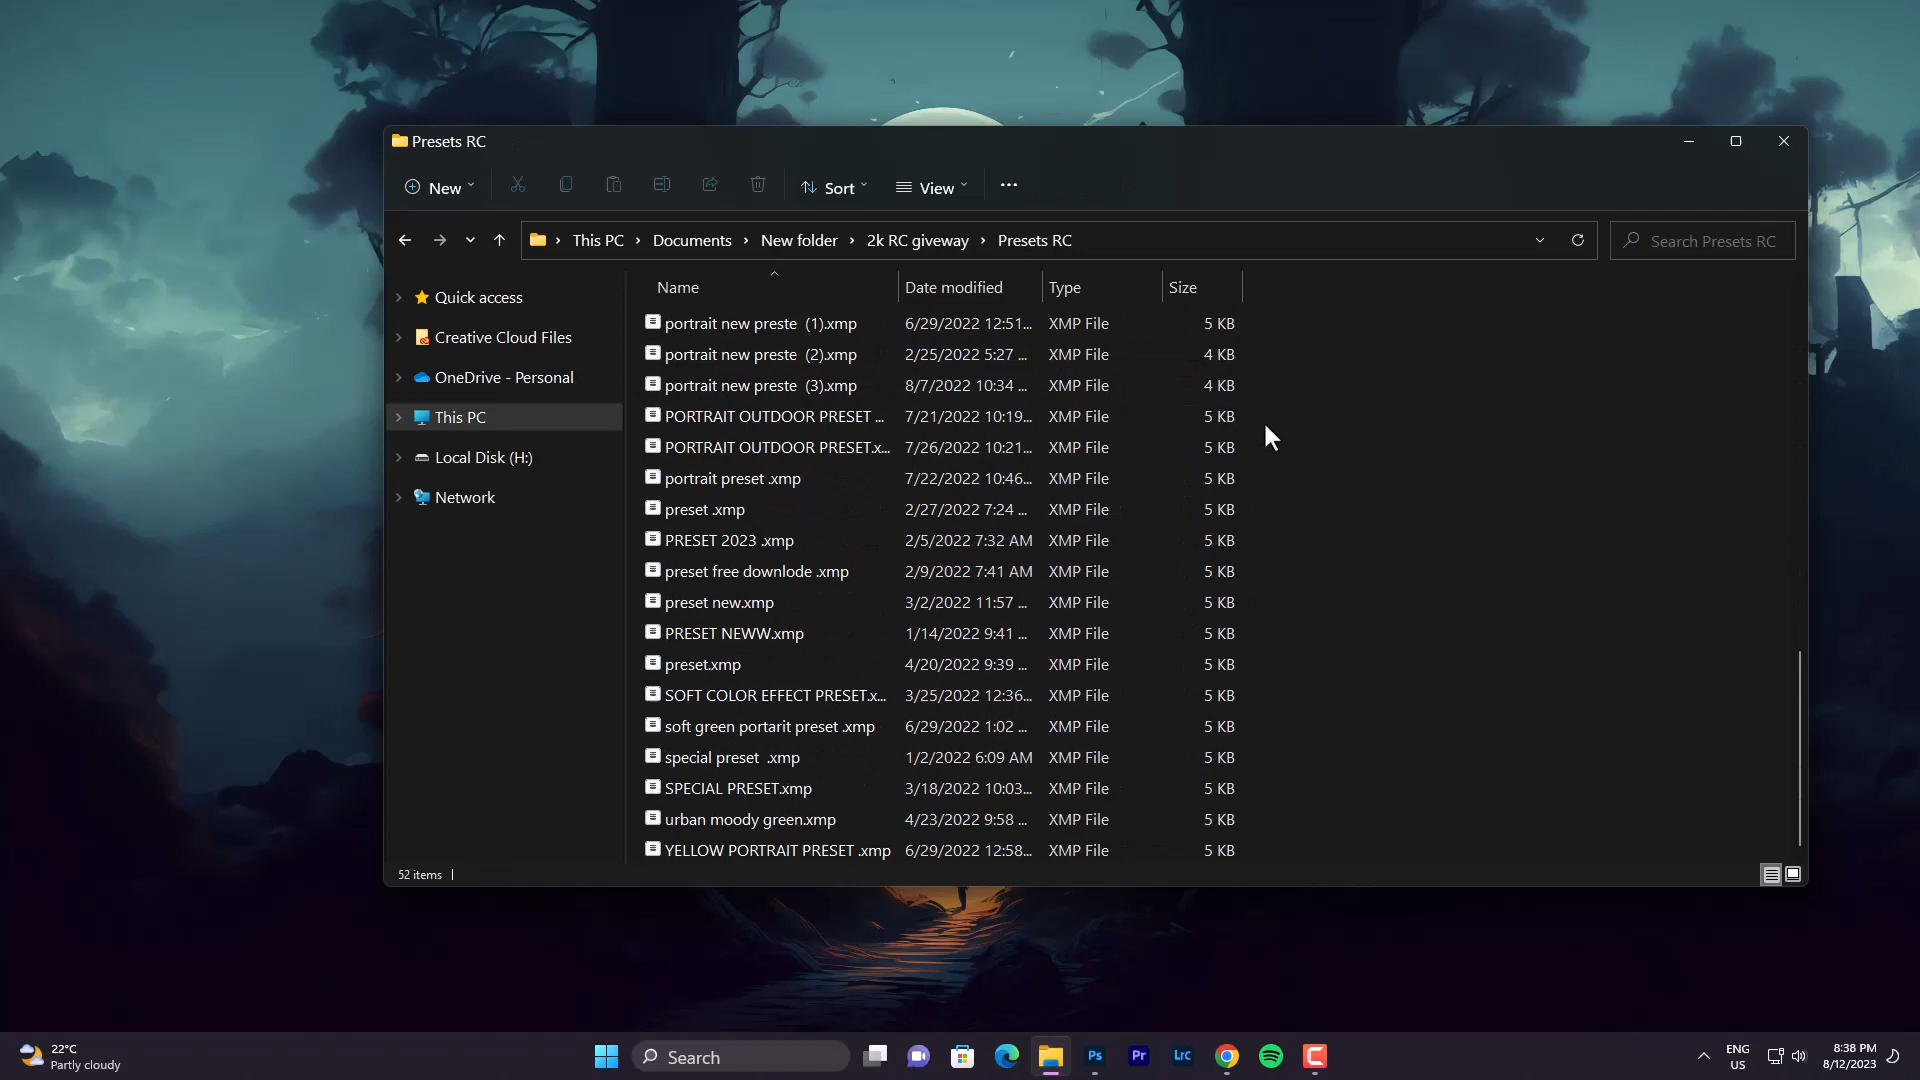 Presets RC
New
Sort
View
This PC
Documents
New folder
2k RC giveway
Presets RC
Search Presets RC
Quick access
Creative Cloud Files
OneDrive - Personal
This PC
Local Disk (H:)
Network
Name Date modified Type Size
portrait new preste (1).xmp 6/29/2022 12:51... XMP File 5 KB
portrait new preste (2).xmp 2/25/2022 5:27 ... XMP File 4 KB
portrait new preste (3).xmp 8/7/2022 10:34 ... XMP File 4 KB
PORTRAIT OUTDOOR PRESET ... 7/21/2022 10:19... XMP File 5 KB
PORTRAIT OUTDOOR PRESET.x... 7/26/2022 10:21... XMP File 5 KB
portrait preset .xmp 7/22/2022 10:46... XMP File 5 KB
preset .xmp 2/27/2022 7:24 ... XMP File 5 KB
PRESET 2023 .xmp 2/5/2022 7:32 AM XMP File 5 KB
preset free downlode .xmp 2/9/2022 7:41 AM XMP File 5 KB
preset new.xmp 3/2/2022 11:57 ... XMP File 5 KB
PRESET NEWW.xmp 1/14/2022 9:41 ... XMP File 5 KB
preset.xmp 4/20/2022 9:39 ... XMP File 5 KB
SOFT COLOR EFFECT PRESET.x... 3/25/2022 12:36... XMP File 5 KB
soft green portarit preset .xmp 6/29/2022 1:02 ... XMP File 5 KB
special preset .xmp 1/2/2022 6:09 AM XMP File 5 KB
SPECIAL PRESET.xmp 3/18/2022 10:03... XMP File 5 KB
urban moody green.xmp 4/23/2022 9:58 ... XMP File 5 KB
YELLOW PORTRAIT PRESET .xmp 6/29/2022 12:58... XMP File 5 KB
52 items
22°C
Partly cloudy
Search
Ps
Pr
LrC
ENG
US
8:38 PM
8/12/2023